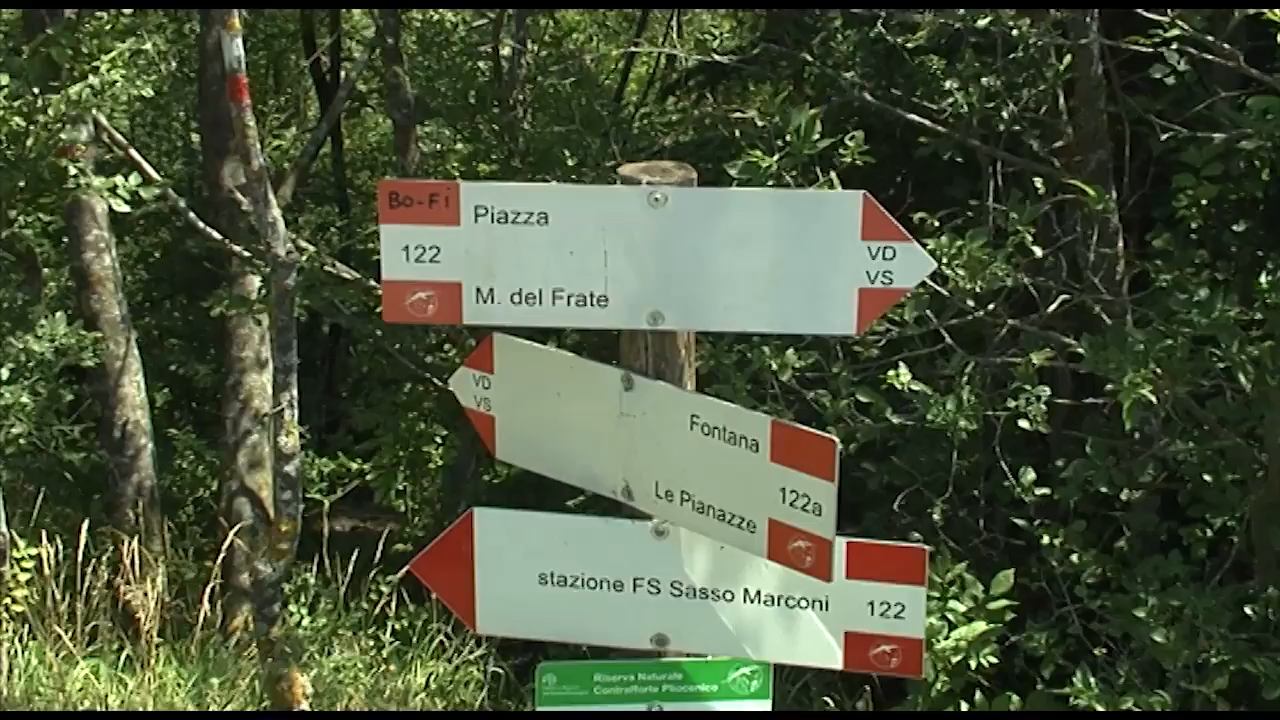 Bo-Fi
122
Piazza
M. del Frate
VD
VS
VD
VS
Fontana
Le Pianazze
122a
stazione FS Sasso Marconi
122
Riserva Naturale
Contrafforte Pliocenico